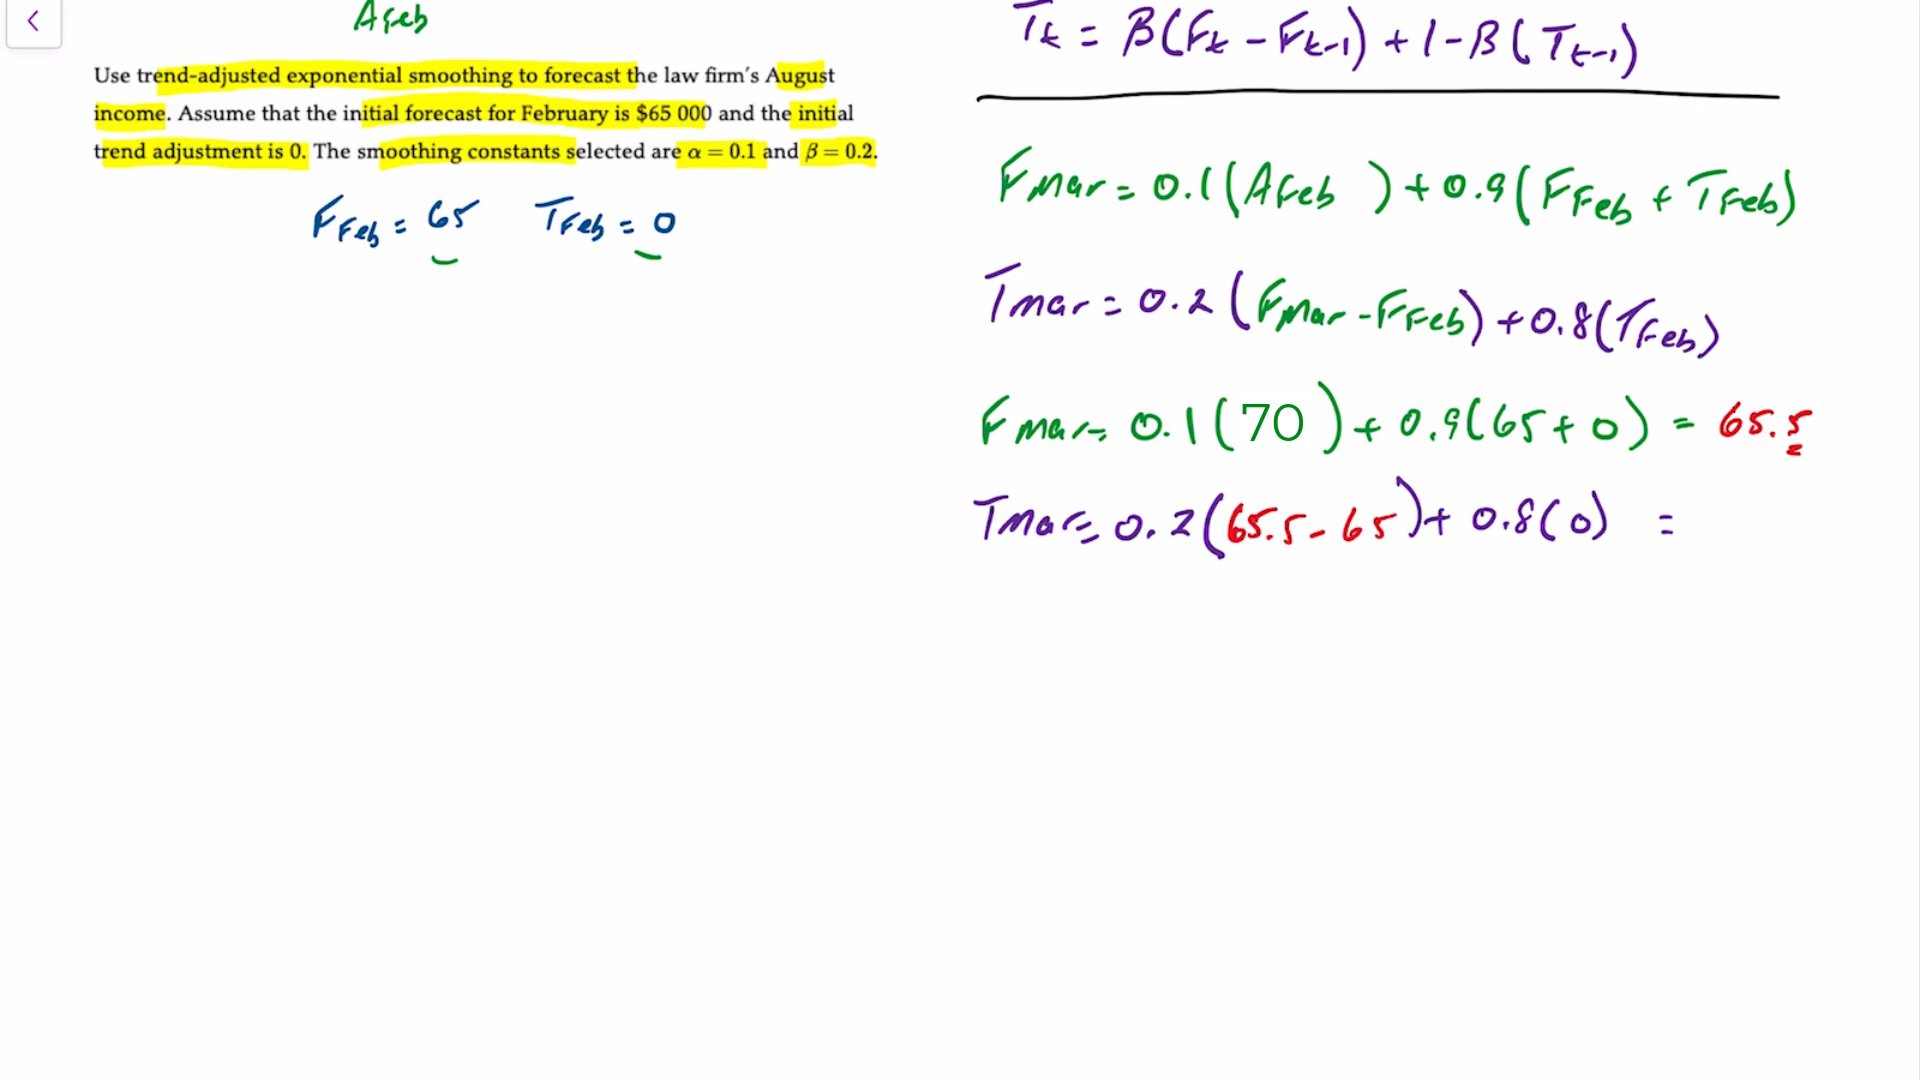 AFeb
Use trend-adjusted exponential smoothing to forecast the law firm's August
income. Assume that the initial forecast for February is $65 000 and the initial
trend adjustment is 0. The smoothing constants selected are α = 0.1 and β = 0.2.
FFeb = 65 TFeb = 0
Tt = β(Ft - Ft-1) + 1-β(Tt-1)
FMar = 0.1(AFeb ) + 0.9(FFeb + TFeb)
TMar = 0.2(FMar - FFeb) + 0.8(TFeb)
FMar = 0.1(70) + 0.9(65+0) = 65.5
TMar = 0.2(65.5-65) + 0.8(0) =